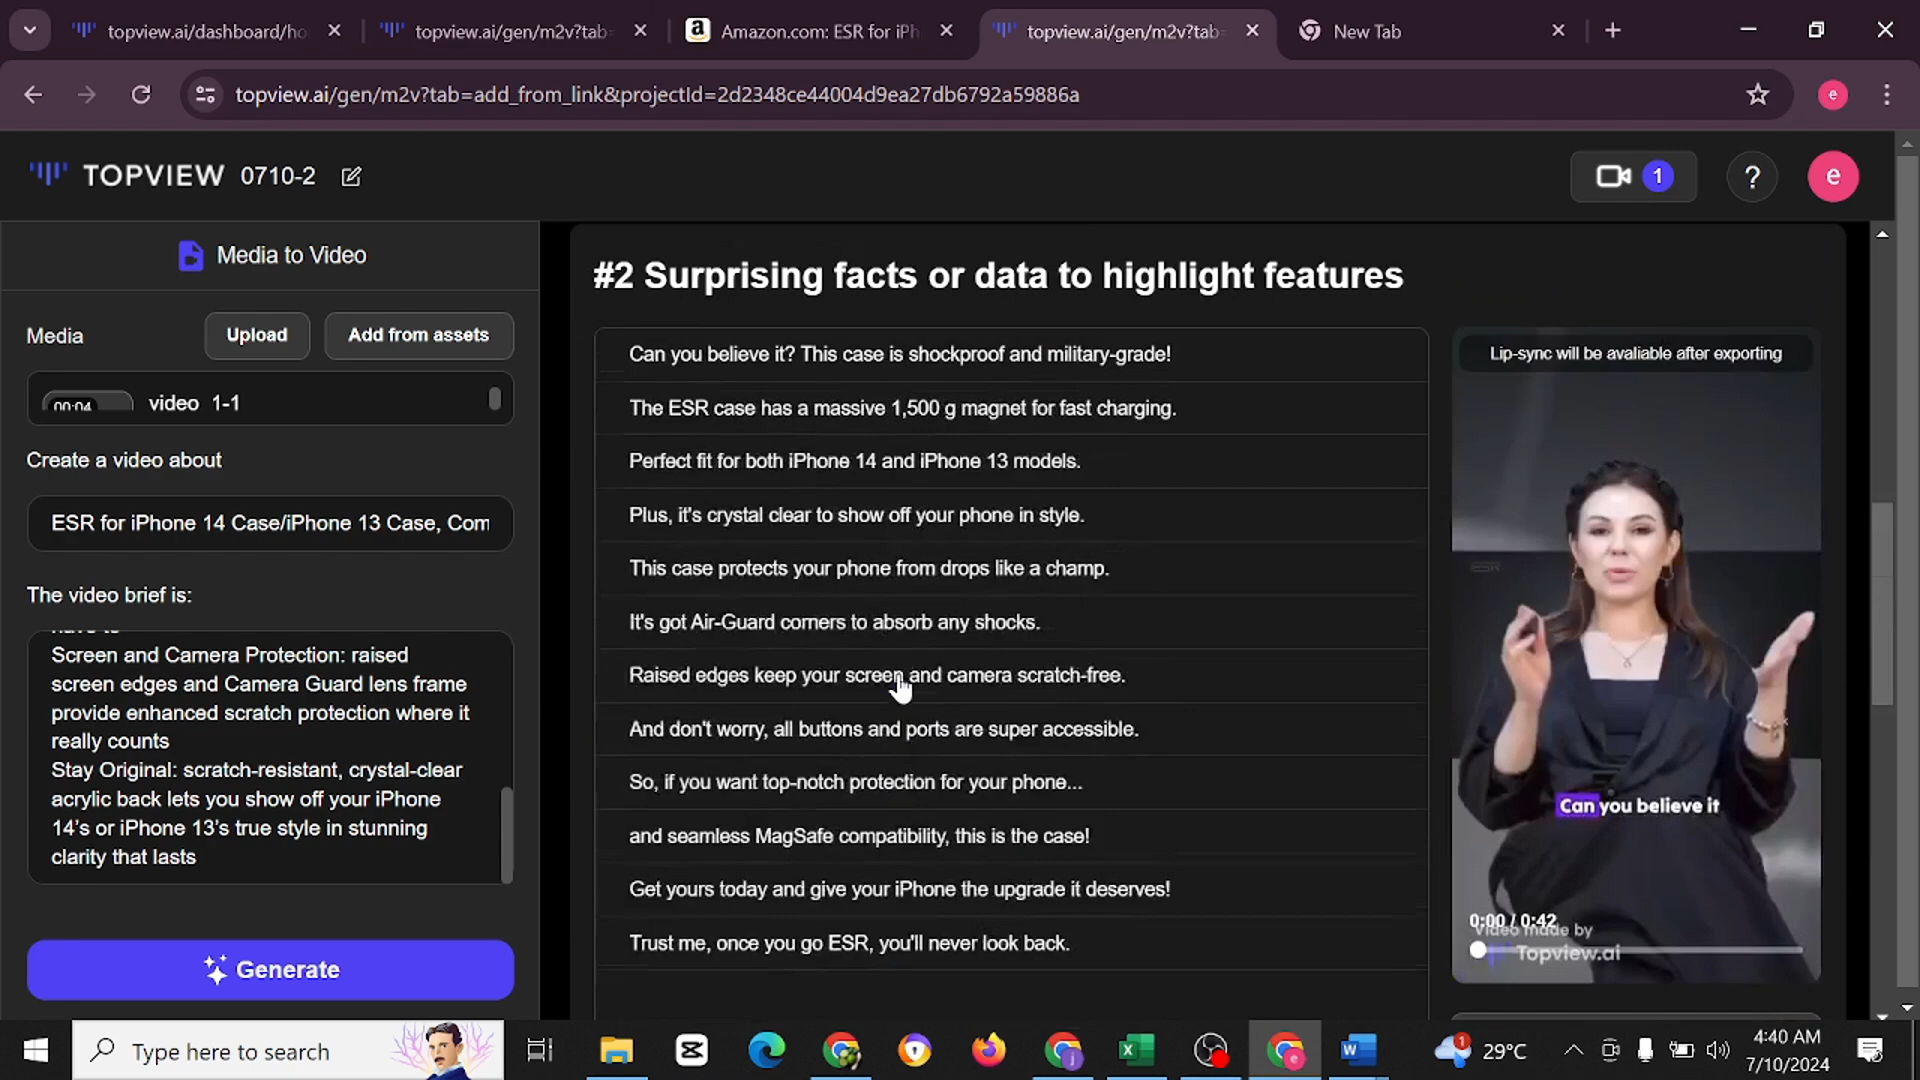 topview.ai/dashboard/ho
topview.ai/gen/m2v?tab=
Amazon.com: ESR for iPh
topview.ai/gen/m2v?tab=
New Tab
topview.ai/gen/m2v?tab=add_from_link&projectId=2d2348ce44004d9ea27db6792a59886a
e
TOPVIEW 0710-2
1
?
e
Media to Video
Media
Upload
Add from assets
00:04
video 1-1
Create a video about
ESR for iPhone 14 Case/iPhone 13 Case, Com
The video brief is:
Screen and Camera Protection: raised
screen edges and Camera Guard lens frame
provide enhanced scratch protection where it
really counts
Stay Original: scratch-resistant, crystal-clear
acrylic back lets you show off your iPhone
14’s or iPhone 13’s true style in stunning
clarity that lasts
Generate
#2 Surprising facts or data to highlight features
Can you believe it? This case is shockproof and military-grade!
The ESR case has a massive 1,500 g magnet for fast charging.
Perfect fit for both iPhone 14 and iPhone 13 models.
Plus, it's crystal clear to show off your phone in style.
This case protects your phone from drops like a champ.
It's got Air-Guard corners to absorb any shocks.
Raised edges keep your screen and camera scratch-free.
And don't worry, all buttons and ports are super accessible.
So, if you want top-notch protection for your phone...
and seamless MagSafe compatibility, this is the case!
Get yours today and give your iPhone the upgrade it deserves!
Trust me, once you go ESR, you'll never look back.
Lip-sync will be avaliable after exporting
ESR
Can you believe it
0:00 / 0:42
Video made by
Topview.ai
Type here to search
j
e
1
29°C
4:40 AM
7/10/2024